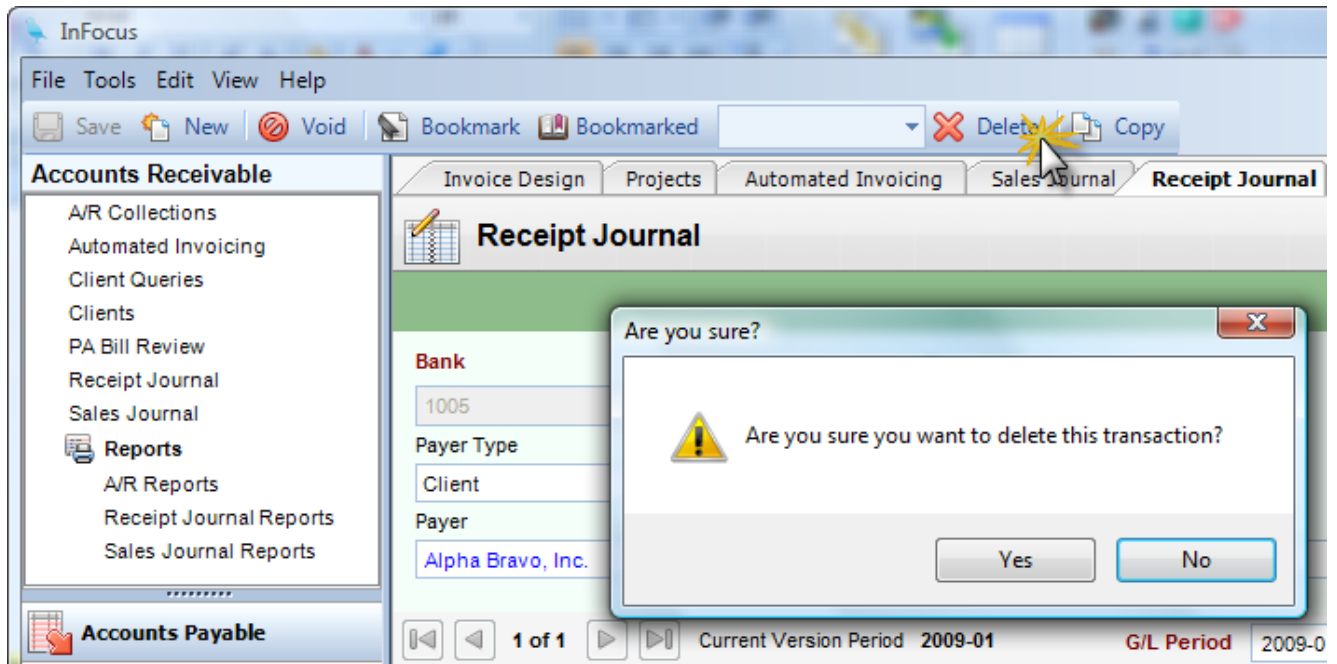 InFocus
File Tools Edit View Help
Save New Void Bookmark Bookmarked Delete Copy
Accounts Receivable
A/R Collections
Automated Invoicing
Client Queries
Clients
PA Bill Review
Receipt Journal
Sales Journal
Reports
A/R Reports
Receipt Journal Reports
Sales Journal Reports
Accounts Payable
Invoice Design Projects Automated Invoicing Sales Journal Receipt Journal
Receipt Journal
Bank
1005
Payer Type
Client
Payer
Alpha Bravo, Inc.
Are you sure?
Are you sure you want to delete this transaction?
Yes No
1 of 1 Current Version Period 2009-01 G/L Period 2009-0